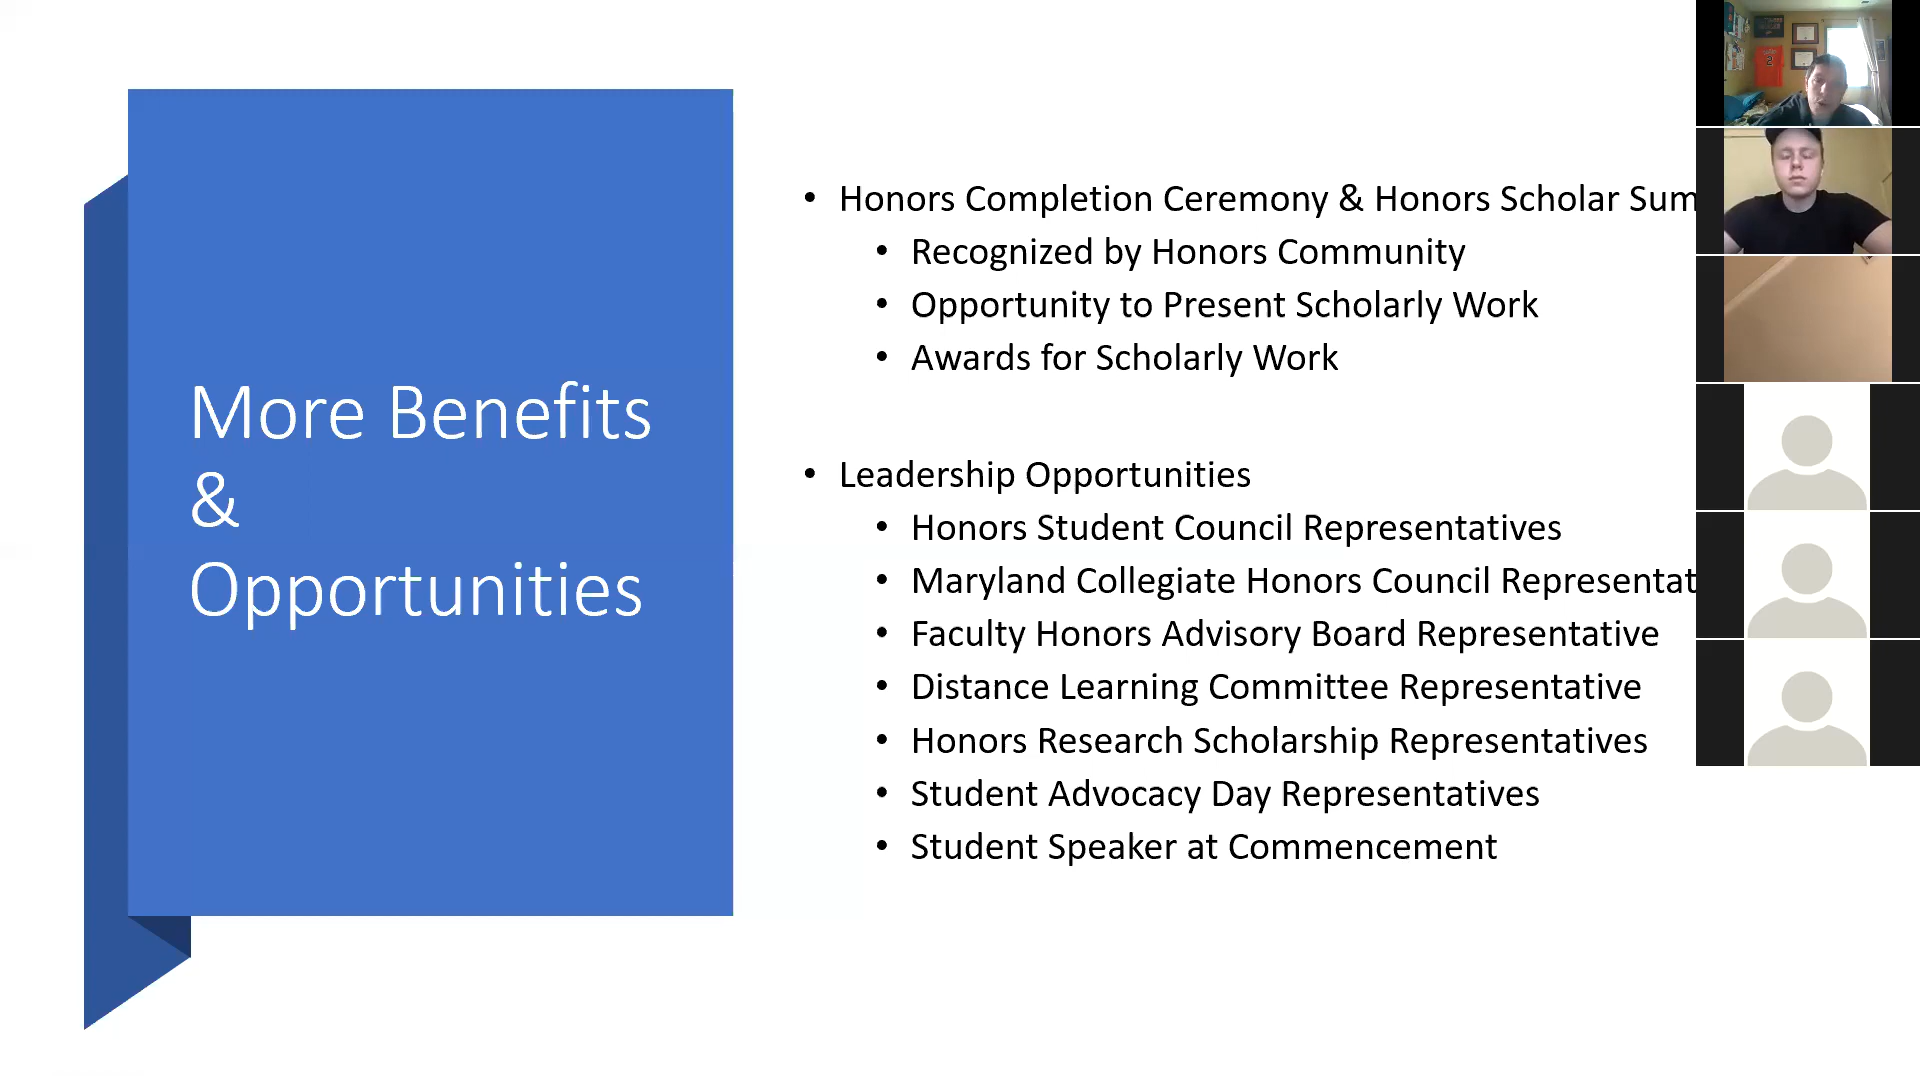 More Benefits
&
Opportunities
• Honors Completion Ceremony & Honors Scholar Sum
• Recognized by Honors Community
• Opportunity to Present Scholarly Work
• Awards for Scholarly Work
• Leadership Opportunities
• Honors Student Council Representatives
• Maryland Collegiate Honors Council Representat
• Faculty Honors Advisory Board Representative
• Distance Learning Committee Representative
• Honors Research Scholarship Representatives
• Student Advocacy Day Representatives
• Student Speaker at Commencement
2